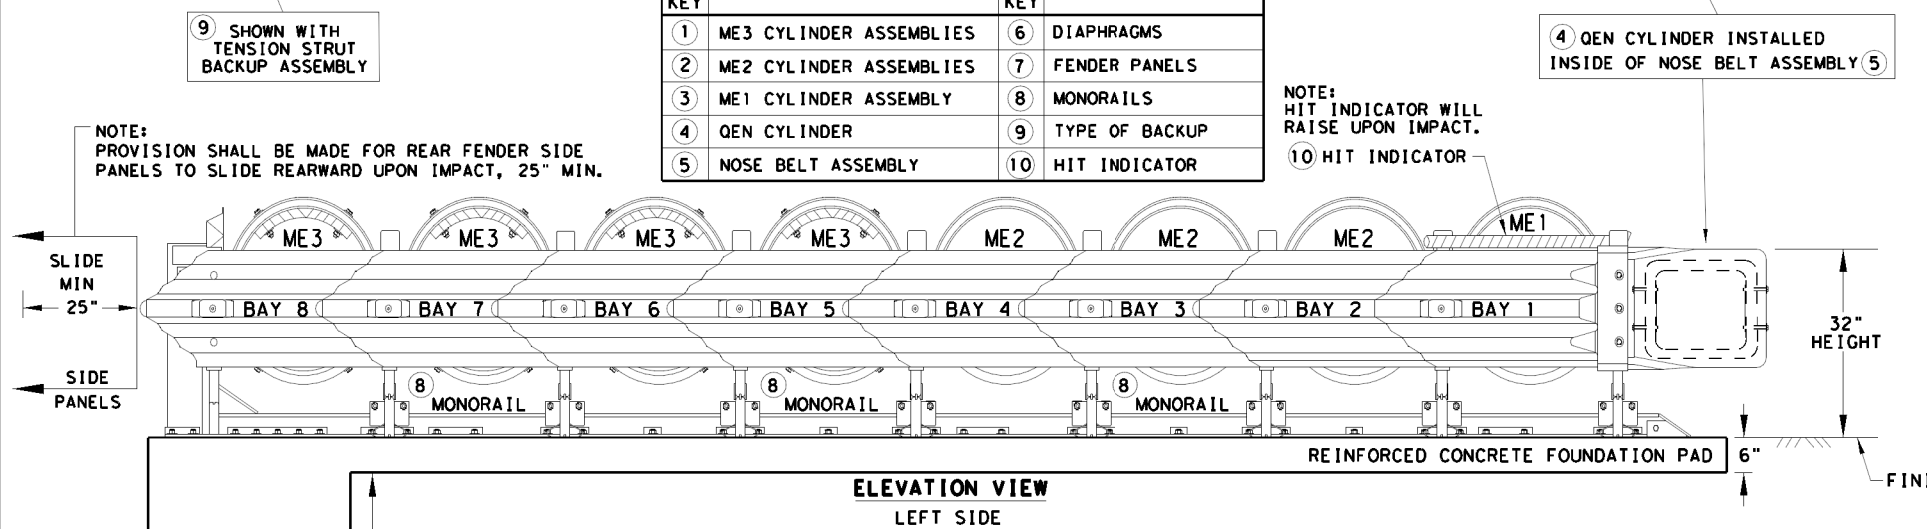 9 SHOWN WITH
TENSION STRUT
BACKUP ASSEMBLY
KEY KEY
1 ME3 CYLINDER ASSEMBLIES 6 DIAPHRAGMS
2 ME2 CYLINDER ASSEMBLIES 7 FENDER PANELS
3 ME1 CYLINDER ASSEMBLY 8 MONORAILS
4 QEN CYLINDER 9 TYPE OF BACKUP
5 NOSE BELT ASSEMBLY 10 HIT INDICATOR
4 QEN CYLINDER INSTALLED
INSIDE OF NOSE BELT ASSEMBLY 5
NOTE:
HIT INDICATOR WILL
RAISE UPON IMPACT.
10 HIT INDICATOR
NOTE:
PROVISION SHALL BE MADE FOR REAR FENDER SIDE
PANELS TO SLIDE REARWARD UPON IMPACT, 25" MIN.
ME3 ME3 ME3 ME3 ME2 ME2 ME2 ME1
SLIDE
MIN
25"
BAY 8 BAY 7 BAY 6 BAY 5 BAY 4 BAY 3 BAY 2 BAY 1
32"
HEIGHT
SIDE
PANELS
8 8 8
MONORAIL MONORAIL MONORAIL
REINFORCED CONCRETE FOUNDATION PAD 6"
FINI
ELEVATION VIEW
LEFT SIDE